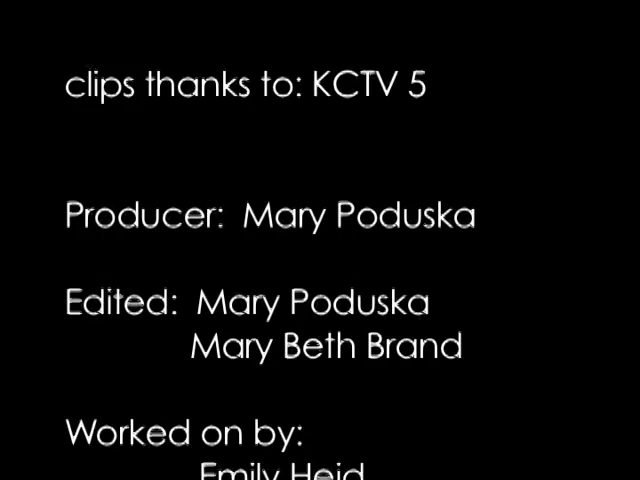 clips thanks to: KCTV 5
Producer: Mary Poduska
Edited: Mary Poduska
Mary Beth Brand
Worked on by:
Emily Heid